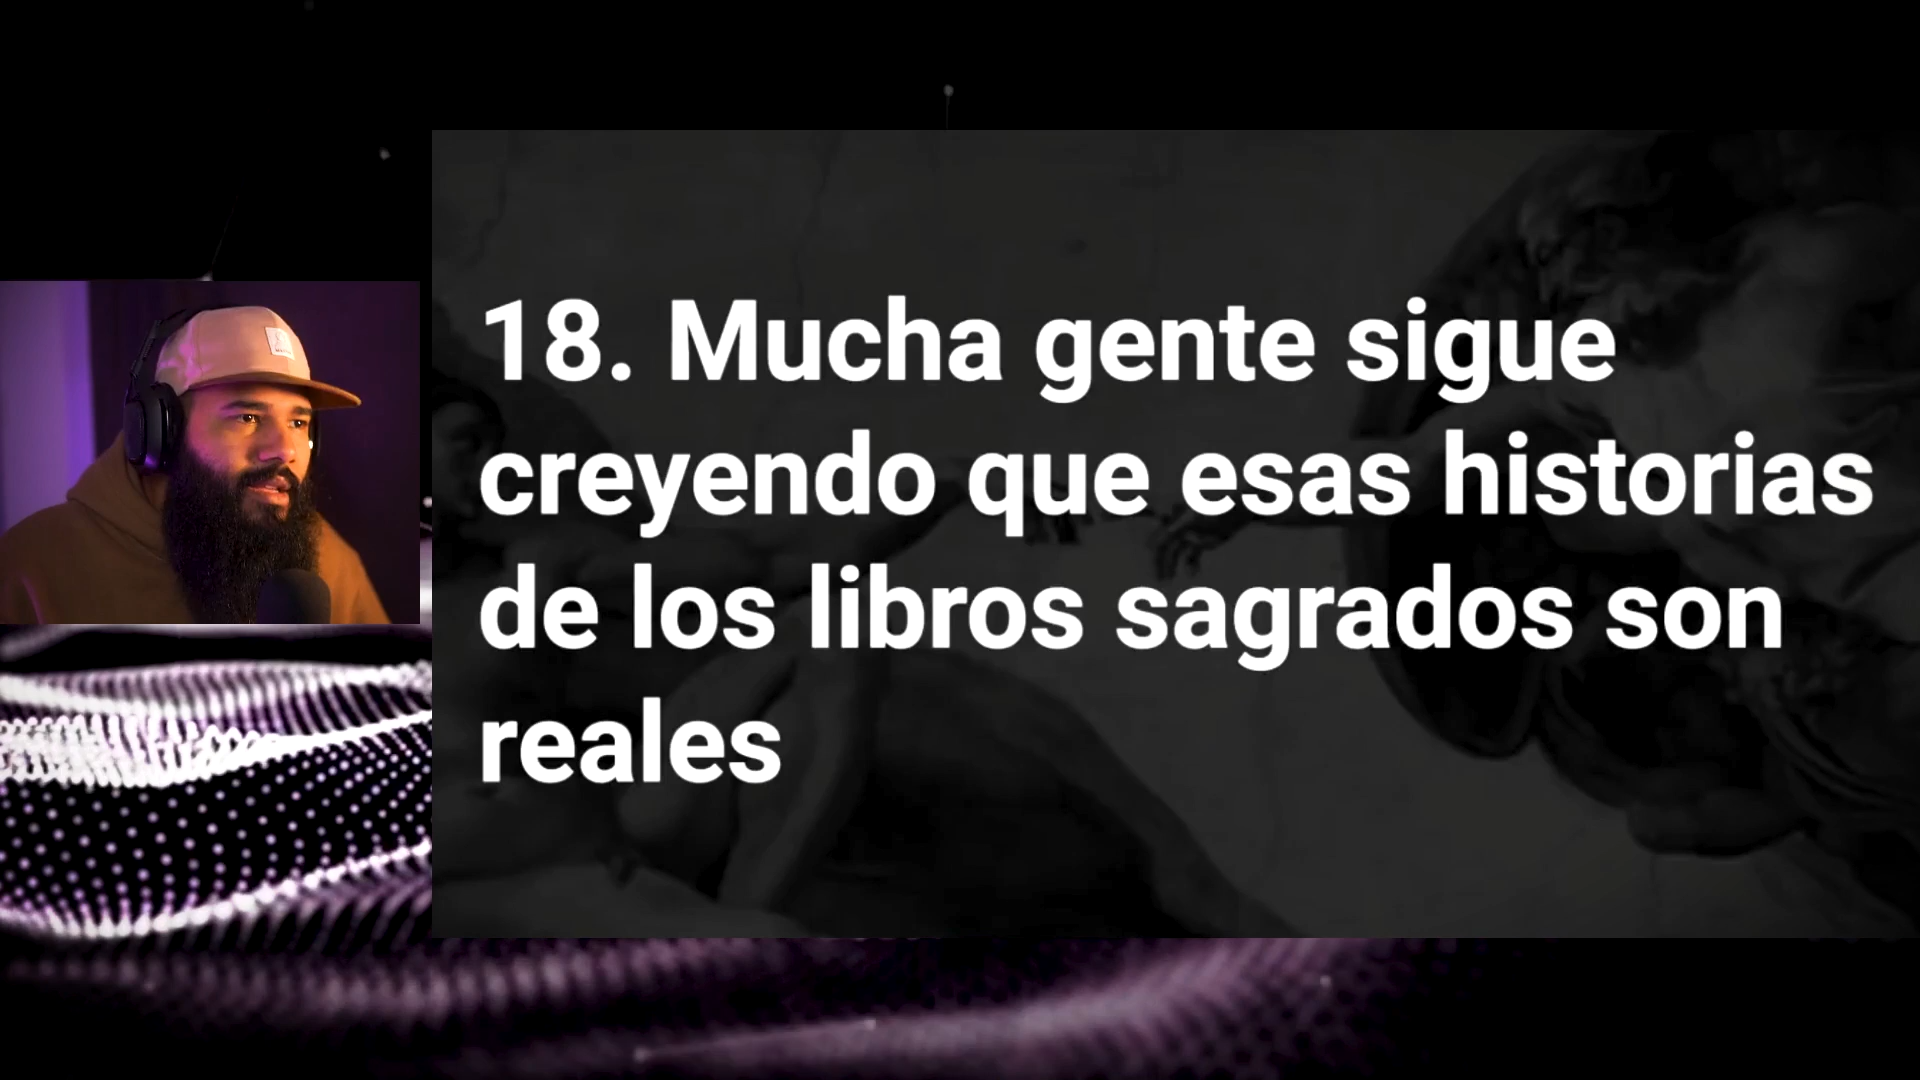 18. Mucha gente sigue
creyendo que esas historias
de los libros sagrados son
reales